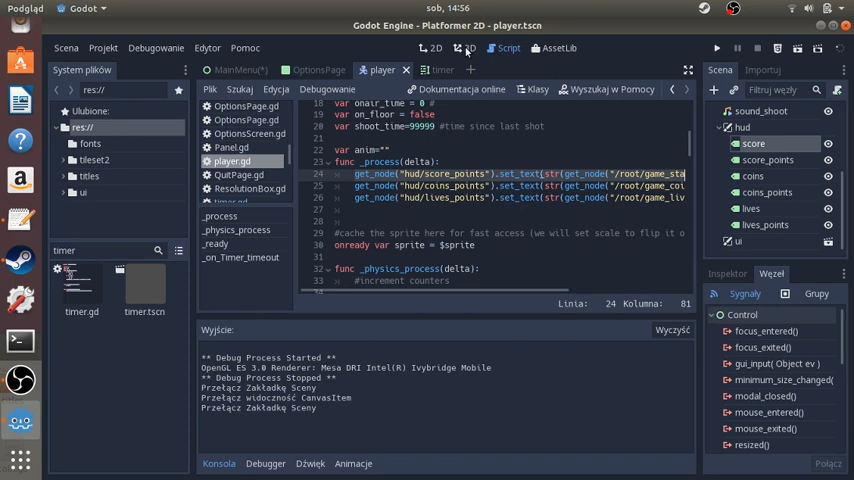 Podgląd Godot sob, 14:56
Godot Engine - Platformer 2D - player.tscn
Scena Projekt Debugowanie Edytor Pomoc 2D 3D Script AssetLib
System plików MainMenu(*) OptionsPage player timer Scena Importuj
res:// Plik Szukaj Edycja Debugowanie Dokumentacja online Klasy Wyszukaj w Pomocy Filtruj węzły
Ulubione:
res://
fonts
tileset2
titles
ui
timer
timer.gd timer.tscn
OptionsPage.gd
OptionsPage.gd
OptionsScreen.gd
Panel.gd
player.gd
QuitPage.gd
ResolutionBox.gd
_process
_physics_process
_ready
_on_Timer_timeout
18 var onair_time = 0 #
19 var on_floor = false
20 var shoot_time=99999 #time since last shot
21
22 var anim=""
23 func _process(delta):
24 get_node("hud/score_points").set_text(str(get_node("/root/game_sta
25 get_node("hud/coins_points").set_text(str(get_node("/root/game_coi
26 get_node("hud/lives_points").set_text(str(get_node("/root/game_liv
27
28
29 #cache the sprite here for fast access (we will set scale to flip it o
30 onready var sprite = $sprite
31
32 func _physics_process(delta):
33 #increment counters
Linia: 24 Kolumna: 81
Wyjście: Wyczyść
** Debug Process Started **
OpenGL ES 3.0 Renderer: Mesa DRI Intel(R) Ivybridge Mobile
** Debug Process Stopped **
Przełącz Zakładkę Sceny
Przełącz widoczność CanvasItem
Przełącz Zakładkę Sceny
Konsola Debugger Dźwięk Animacje
sound_shoot
hud
score
score_points
coins
coins_points
lives
lives_points
ui
Inspektor Węzeł
Sygnały Grupy
Control
focus_entered()
focus_exited()
gui_input( Object ev )
minimum_size_changed(
modal_closed()
mouse_entered()
mouse_exited()
resized()
Połącz